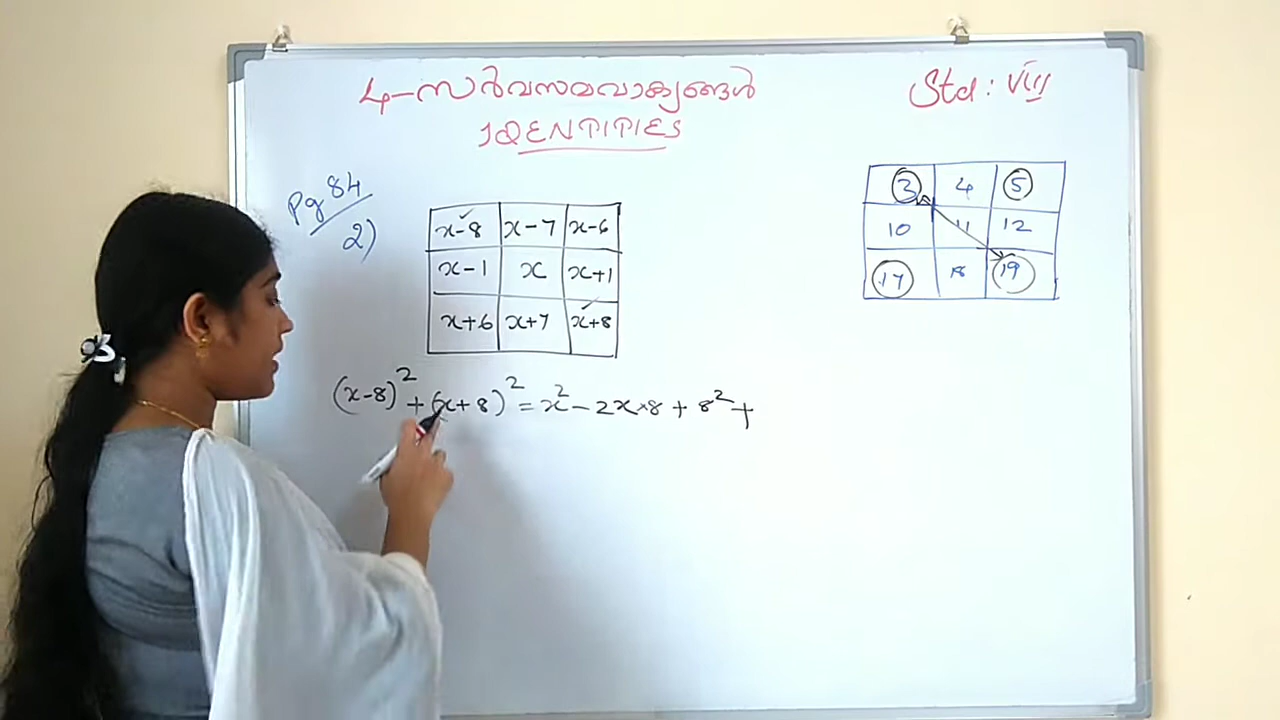 4-സർവസമവാക്യങ്ങൾ
IDENTITIES
Std: VIII
Pg 84
2)
x-8 x-7 x-6
x-1 x x+1
x+6 x+7 x+8
3 4 5
10 11 12
17 18 19
(x-8)² + (x+8)² = x² - 2x×8 + 8² +